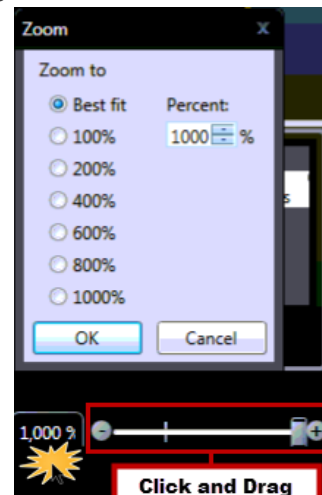 Zoom x
Zoom to
Best fit Percent:
100% 1000 %
200%
400%
600%
800%
1000%
OK Cancel
1,000 %
Click and Drag